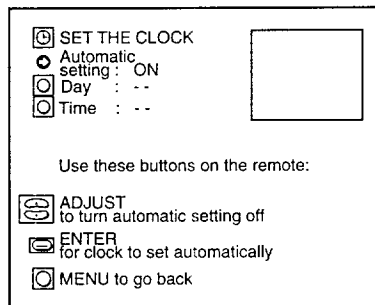 SET THE CLOCK
Automatic
setting : ON
Day : - -
Time : - -
Use these buttons on the remote:
ADJUST
to turn automatic setting off
ENTER
for clock to set automatically
MENU to go back